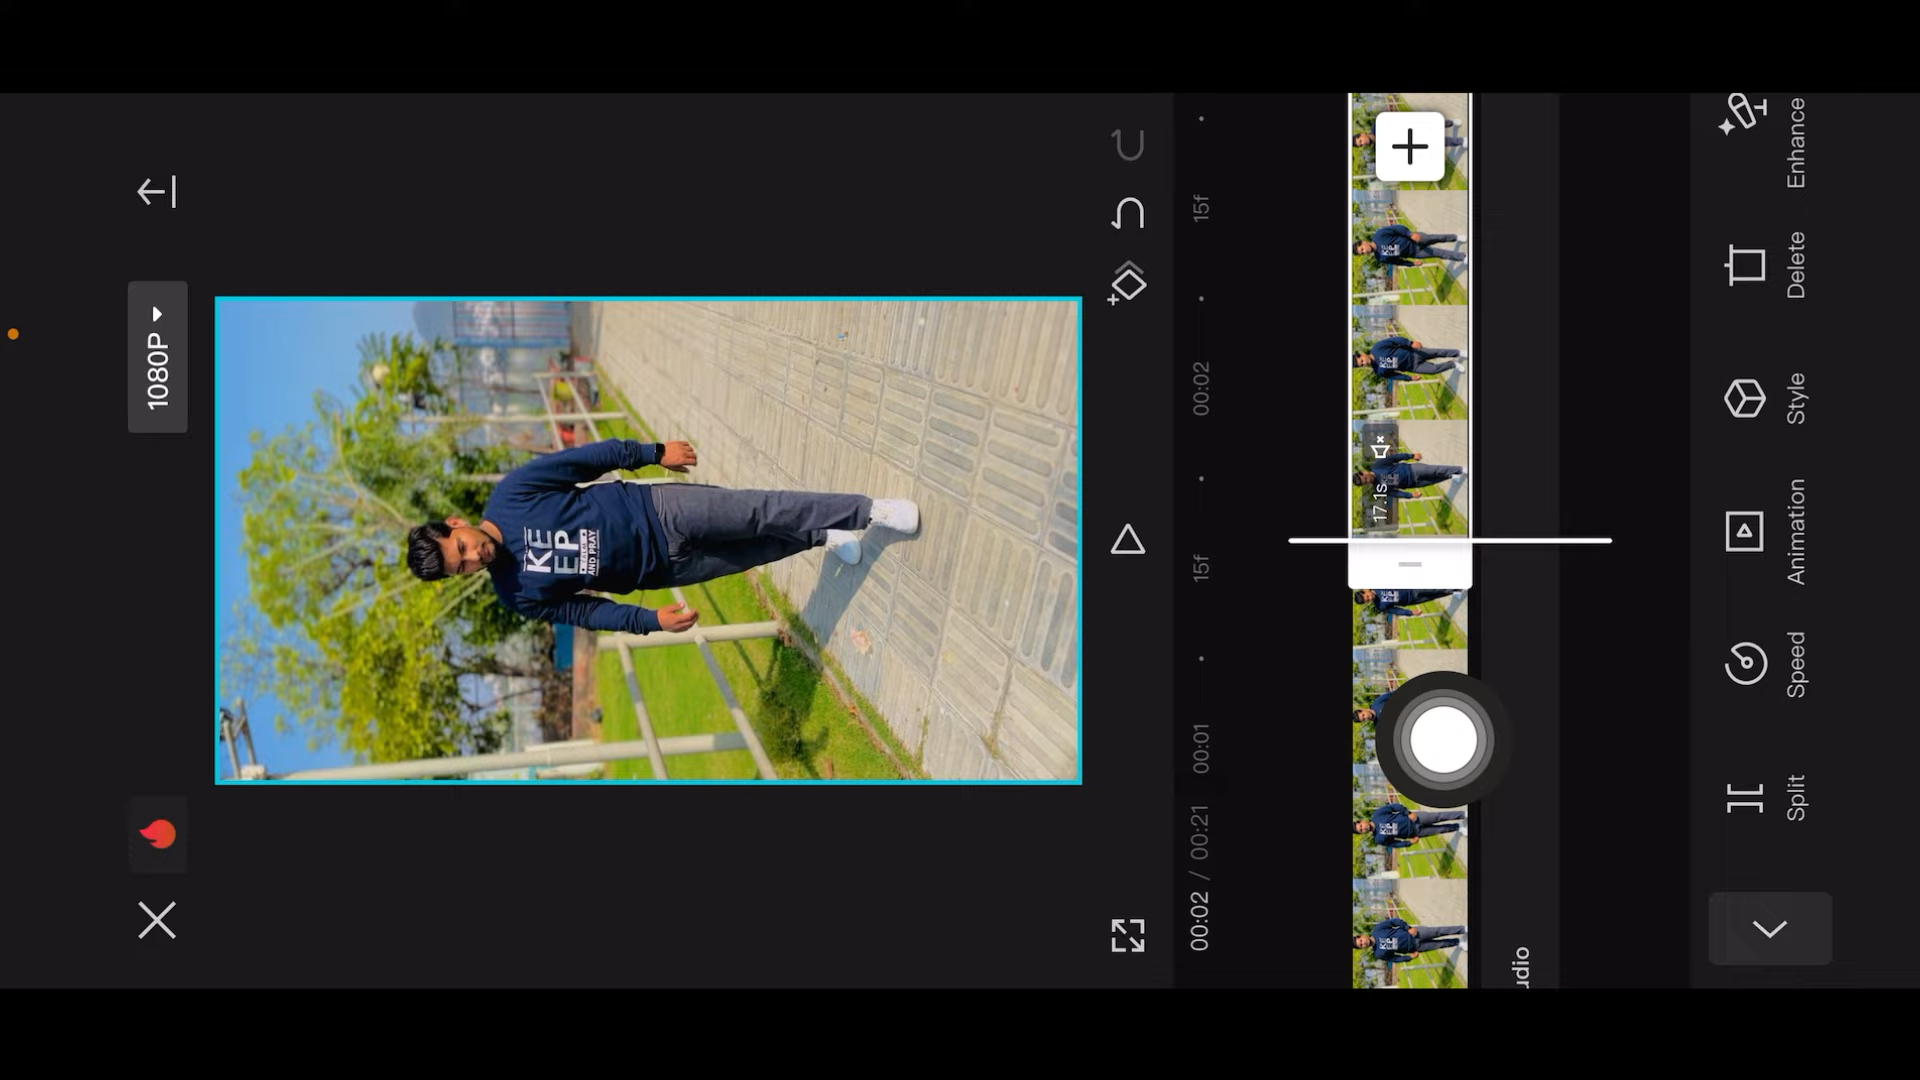 1080P
KE
EP
CALM
AND PRAY
00:02 / 00:21
00:01
15f
00:02
15f
17.1s
udio
Split
Speed
Animation
Style
Delete
Enhance